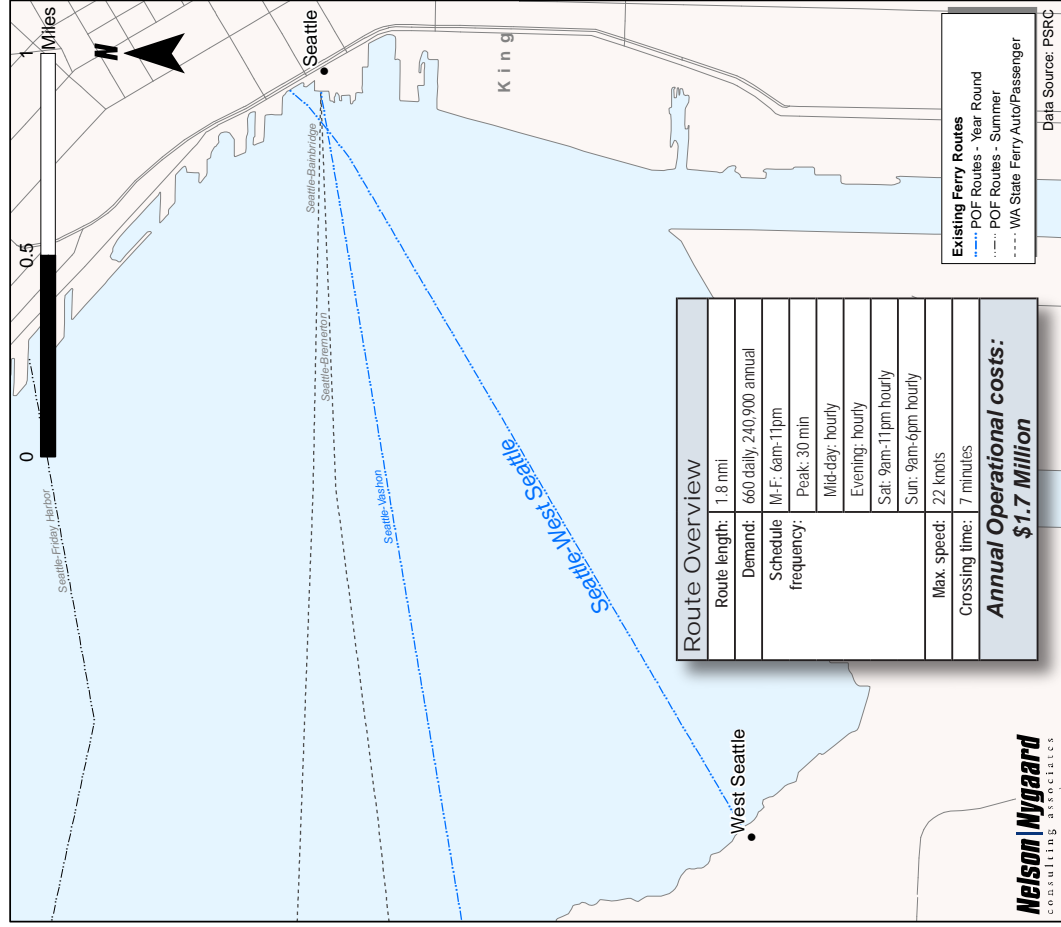 0 0.5 1
Miles
N
Seattle-Friday Harbor
Seattle
King
Seattle-Bainbridge
Seattle-Bremerton
Seattle-Vashon
Seattle-West Seattle
West Seattle
Route Overview
Route length: 1.8 nmi
Demand: 660 daily, 240,900 annual
Schedule M-F: 6am-11pm
frequency: Peak: 30 min
Mid-day: hourly
Evening: hourly
Sat: 9am-11pm hourly
Sun: 9am-6pm hourly
Max. speed: 22 knots
Crossing time: 7 minutes
Annual Operational costs:
$1.7 Million
Existing Ferry Routes
POF Routes - Year Round
POF Routes - Summer
WA State Ferry Auto/Passenger
Nelson|Nygaard
consulting associates
Data Source: PSRC